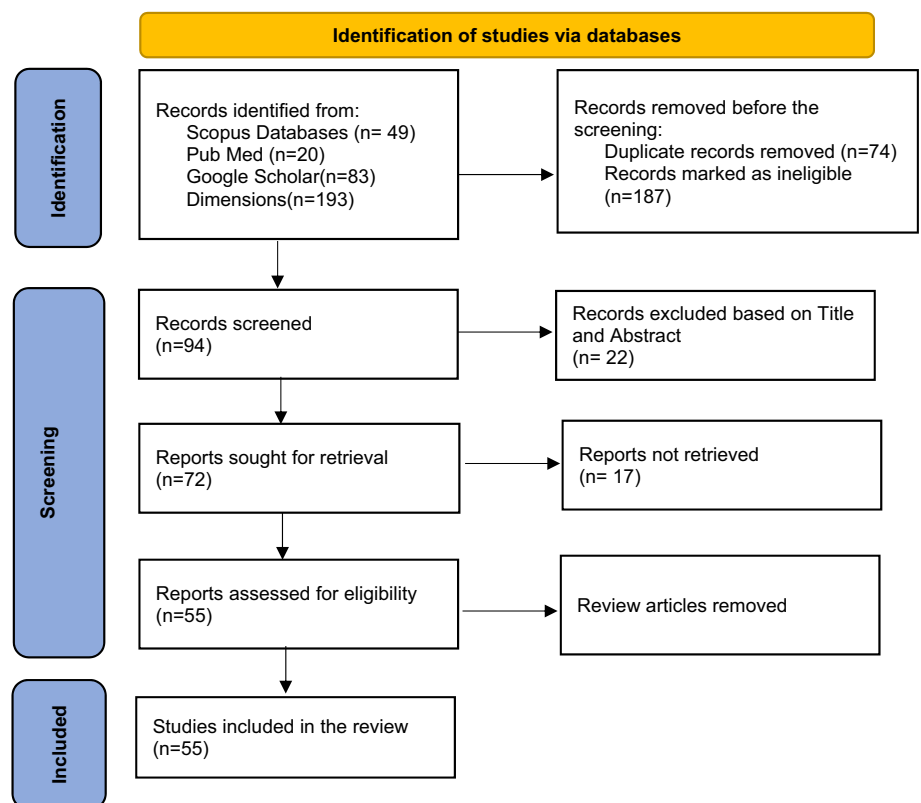 Identification of studies via databases
Identification
Records identified from:
Scopus Databases (n= 49)
Pub Med (n=20)
Google Scholar(n=83)
Dimensions(n=193)
Records removed before the
screening:
Duplicate records removed (n=74)
Records marked as ineligible
(n=187)
Screening
Records screened
(n=94)
Records excluded based on Title
and Abstract
(n= 22)
Reports sought for retrieval
(n=72)
Reports not retrieved
(n= 17)
Reports assessed for eligibility
(n=55)
Review articles removed
Included
Studies included in the review
(n=55)